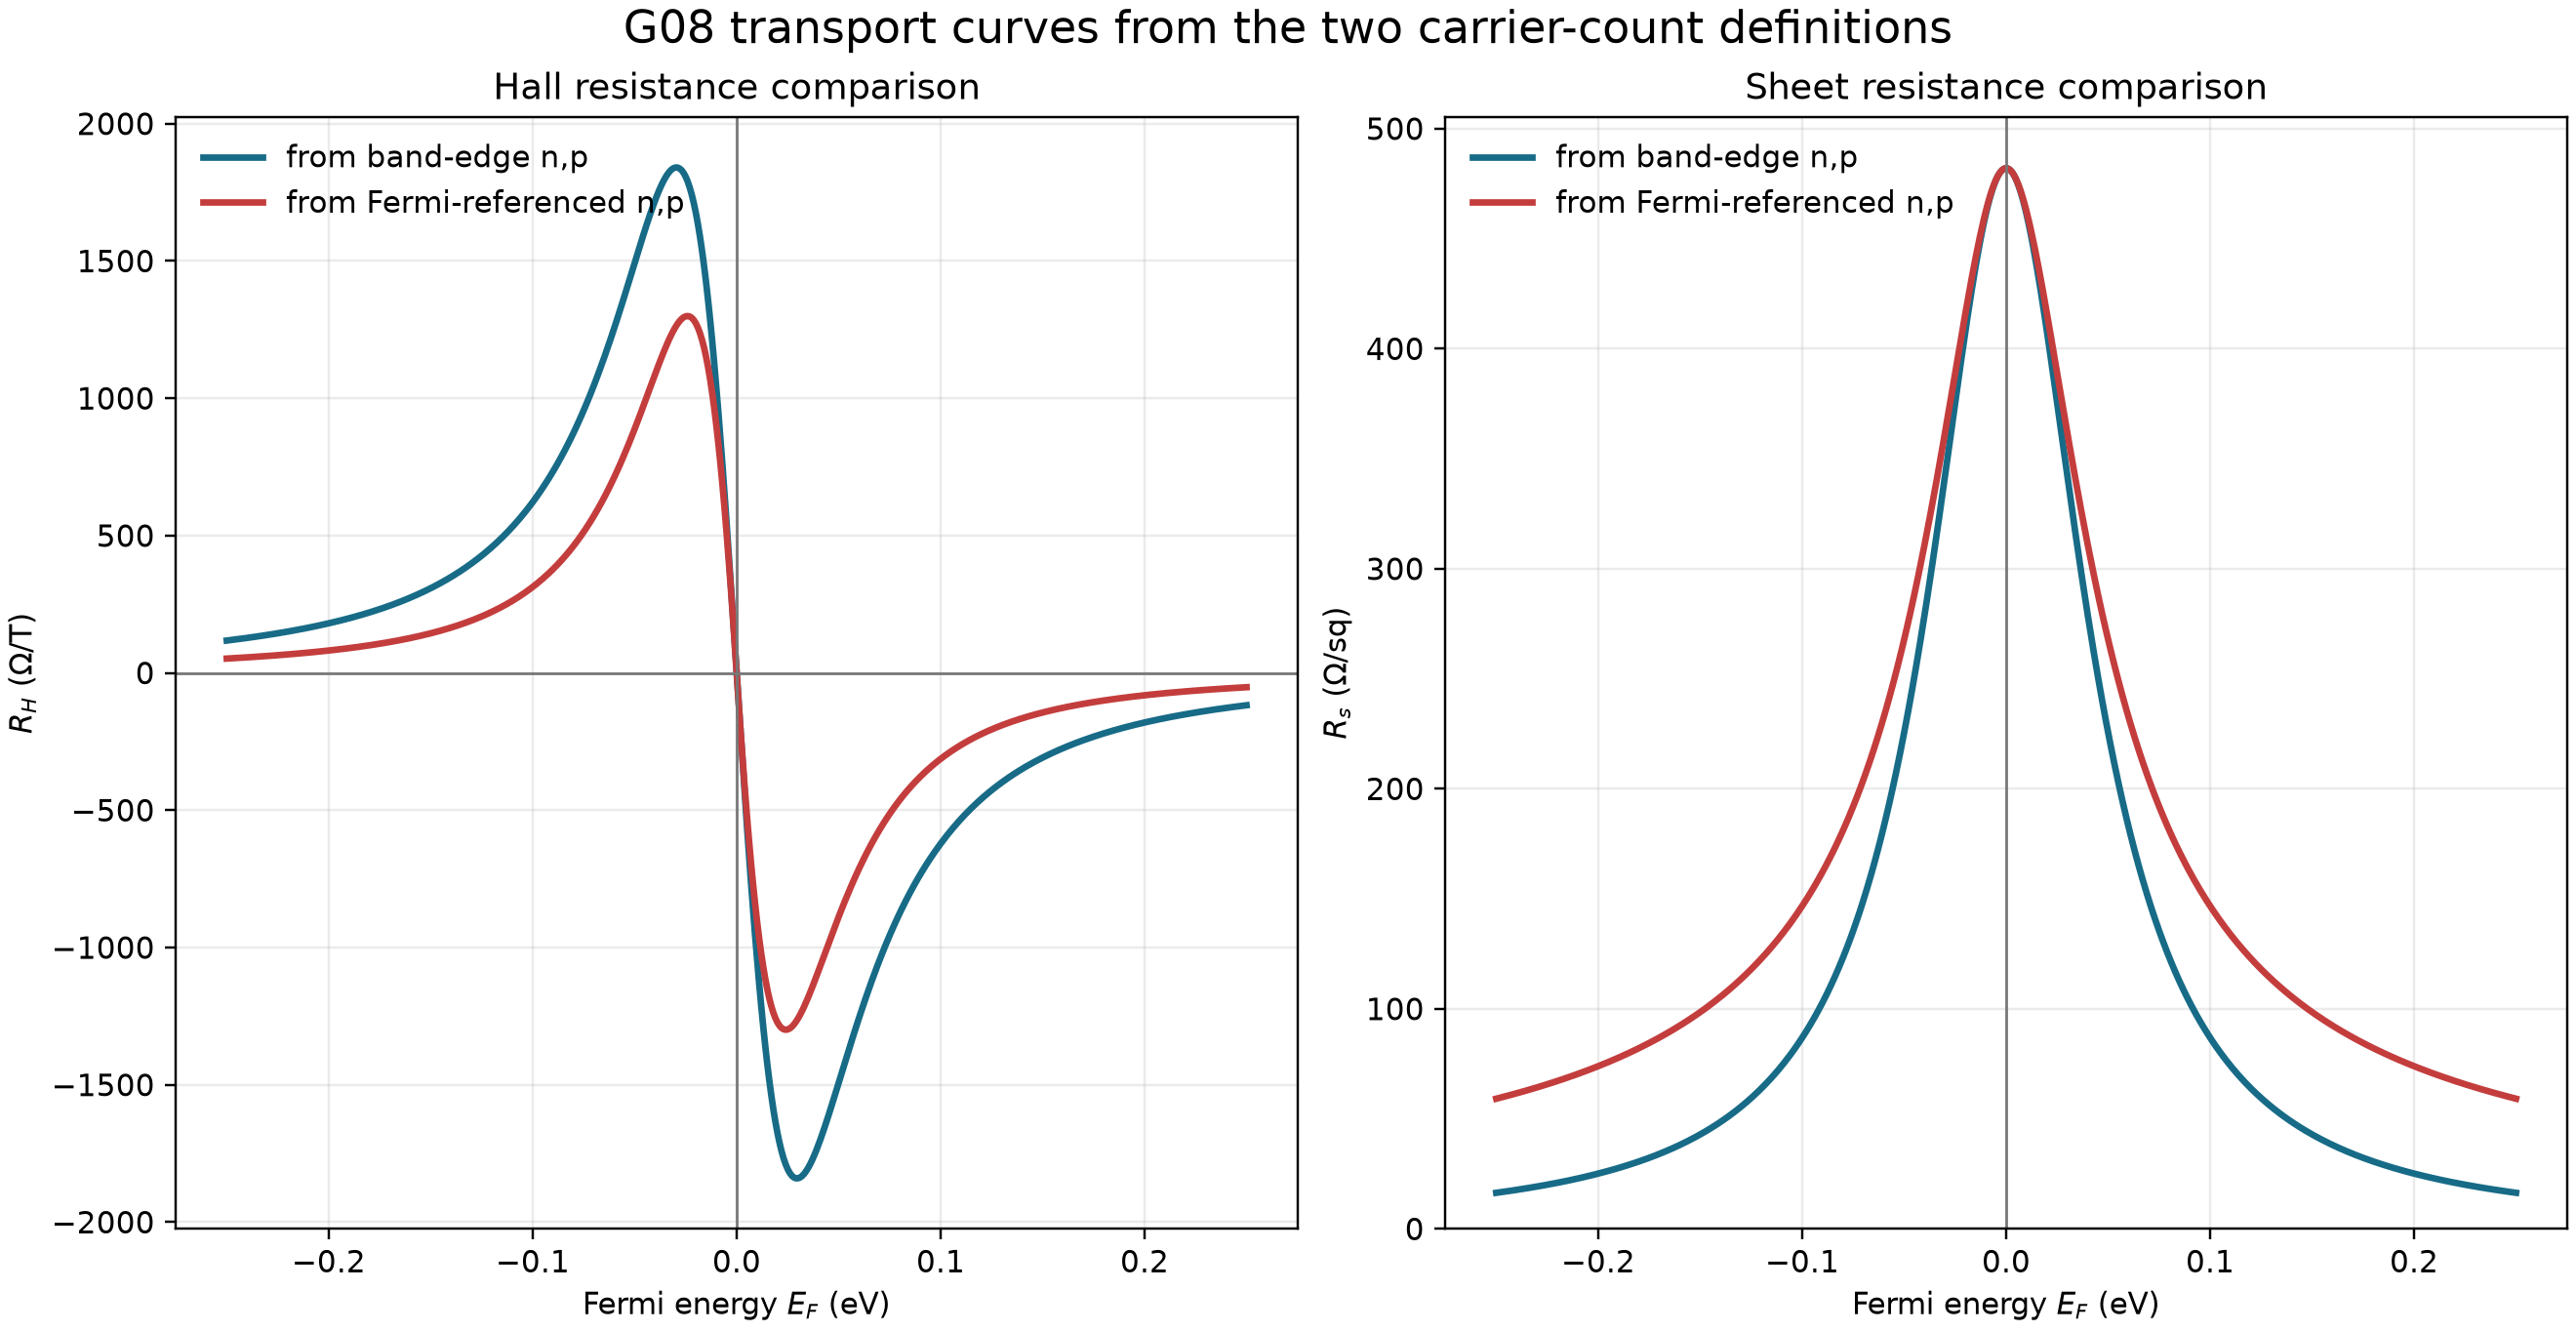 G08 transport curves from the two carrier-count definitions
Hall resistance comparison
2000
1500
1000
500
0
−500
−1000
−1500
−2000
R_H (Ω/T)
from band-edge n,p
from Fermi-referenced n,p
−0.2
−0.1
0.0
0.1
0.2
Fermi energy E_F (eV)
Sheet resistance comparison
500
400
300
200
100
0
R_s (Ω/sq)
from band-edge n,p
from Fermi-referenced n,p
−0.2
−0.1
0.0
0.1
0.2
Fermi energy E_F (eV)